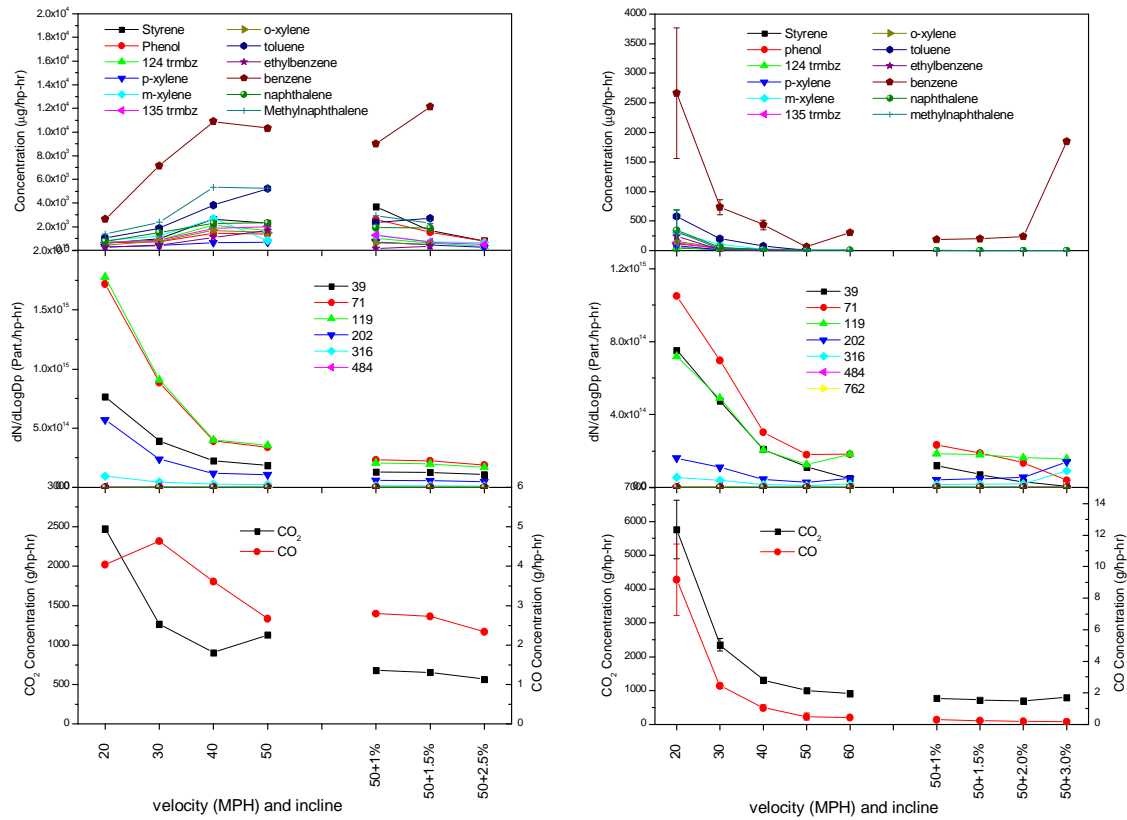 2.0x10⁴
1.8x10⁴
1.6x10⁴
1.4x10⁴
1.2x10⁴
1.0x10⁴
8.0x10³
6.0x10³
4.0x10³
2.0x10³
Concentration (µg/hp-hr)
Styrene
Phenol
124 trmbz
p-xylene
m-xylene
135 trmbz
o-xylene
toluene
ethylbenzene
benzene
naphthalene
Methylnaphthalene
1.5x10¹⁵
1.0x10¹⁵
5.0x10¹⁴
dN/dLogDp (Part./hp-hr)
39
71
119
202
316
484
2500
2000
1500
1000
500
0
CO₂ Concentration (g/hp-hr)
CO₂
CO
6
5
4
3
2
1
0
CO Concentration (g/hp-hr)
20
30
40
50
50+1%
50+1.5%
50+2.5%
velocity (MPH) and incline
4000
3500
3000
2500
2000
1500
1000
500
Concentration (µg/hp-hr)
Styrene
phenol
124 trmbz
p-xylene
m-xylene
135 trmbz
o-xylene
toluene
ethylbenzene
benzene
naphthalene
methylnaphthalene
1.2x10¹⁵
8.0x10¹⁴
4.0x10¹⁴
dN/dLogDp (Part./hp-hr)
39
71
119
202
316
484
762
6000
5000
4000
3000
2000
1000
0
CO₂ Concentration (g/hp-hr)
CO₂
CO
14
12
10
8
6
4
2
0
CO Concentration (g/hp-hr)
20
30
40
50
60
50+1%
50+1.5%
50+2.0%
50+3.0%
velocity (MPH) and incline